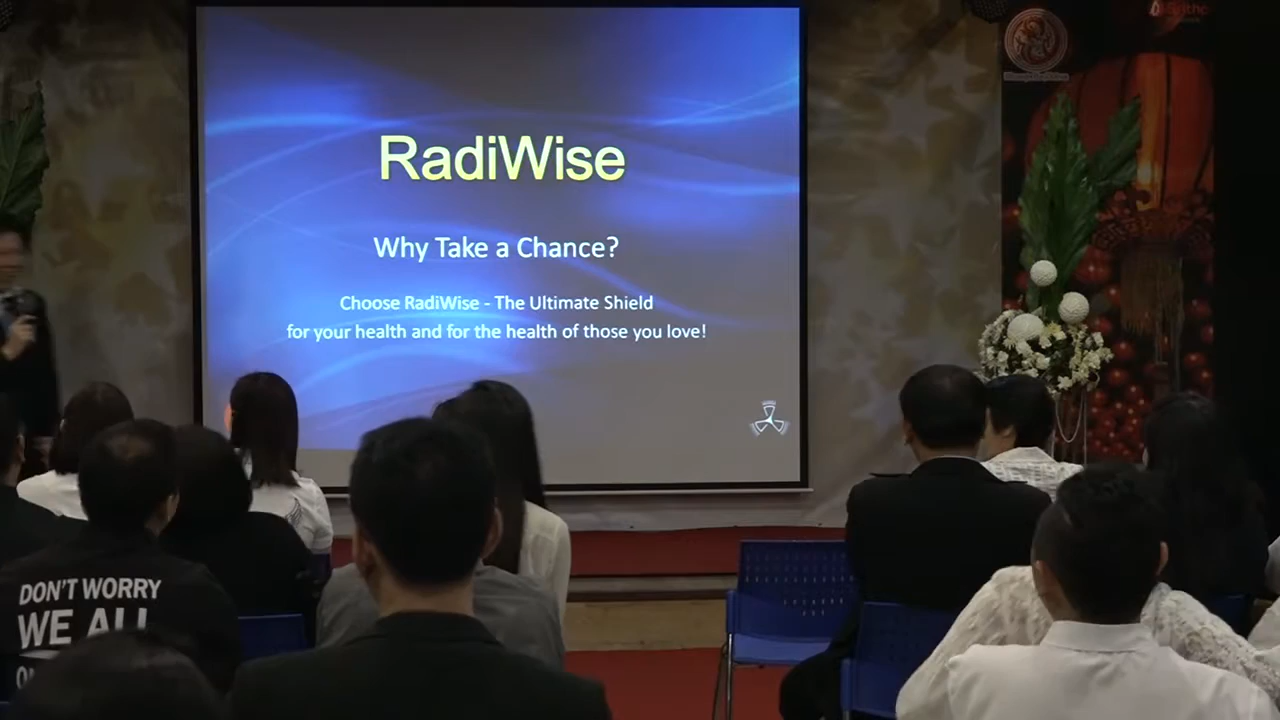 RadiWise
Why Take a Chance?
Choose RadiWise - The Ultimate Shield
for your health and for the health of those you love!
DON'T WORRY
WE ALL